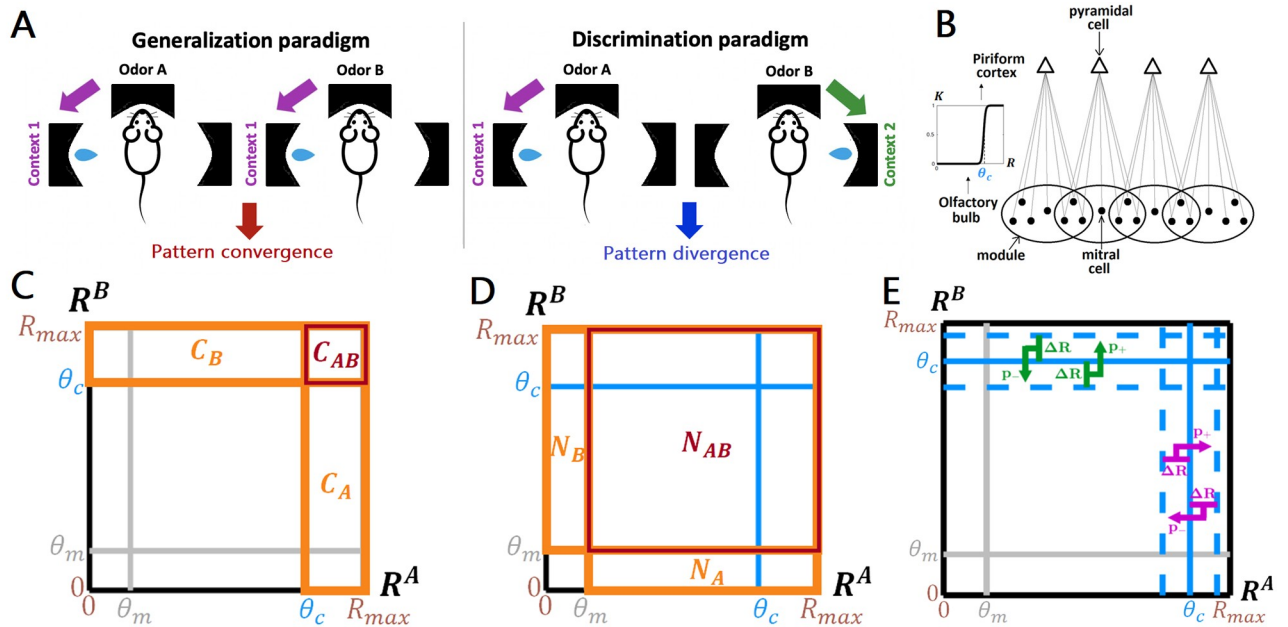 A
Generalization paradigm
Odor A
Odor B
Context 1
Context 1
Pattern convergence
Discrimination paradigm
Odor A
Odor B
Context 1
Context 2
Pattern divergence
B
pyramidal
cell
Piriform
cortex
K
1
0.5
0
R
θc
Olfactory
bulb
module
mitral
cell
C
R^B
R_max
θc
θm
0
C_B
C_AB
C_A
R^A
0
θm
θc
R_max
D
R^B
R_max
θc
θm
0
N_B
N_AB
N_A
R^A
0
θm
θc
R_max
E
R^B
R_max
θc
θm
0
ΔR
p+
p-
ΔR
p+
ΔR
ΔR
p-
R^A
0
θm
θc
R_max